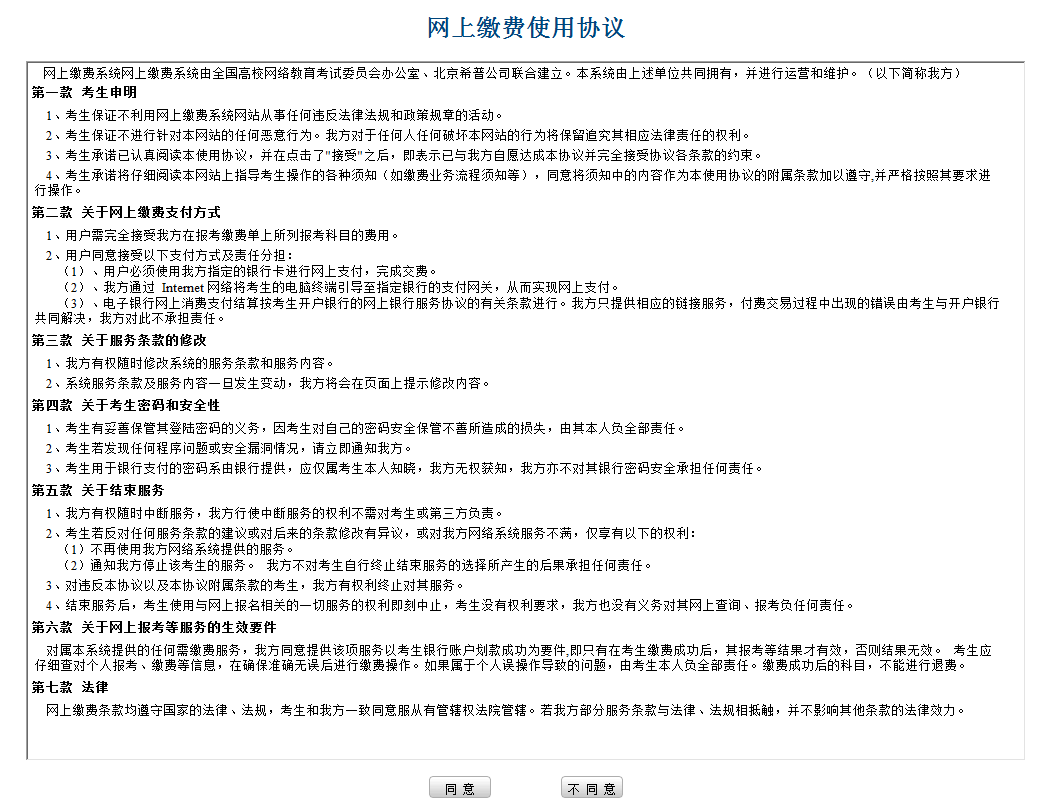 网上缴费使用协议
网上缴费系统网上缴费系统由全国高校网络教育考试委员会办公室、北京希普公司联合建立。本系统由上述单位共同拥有，并进行运营和维护。（以下简称我方）
第一款 考生申明
1、考生保证不利用网上缴费系统网站从事任何违反法律法规和政策规章的活动。
2、考生保证不进行针对本网站的任何恶意行为。我方对于任何人任何破坏本网站的行为将保留追究其相应法律责任的权利。
3、考生承诺已认真阅读本使用协议，并在点击了"接受"之后，即表示已与我方自愿达成本协议并完全接受协议各条款的约束。
4、考生承诺将仔细阅读本网站上指导考生操作的各种须知（如缴费业务流程须知等），同意将须知中的内容作为本使用协议的附属条款加以遵守,并严格按照其要求进
行操作。
第二款 关于网上缴费支付方式
1、用户需完全接受我方在报考缴费单上所列报考科目的费用。
2、用户同意接受以下支付方式及责任分担：
（1）、用户必须使用我方指定的银行卡进行网上支付，完成交费。
（2）、我方通过 Internet 网络将考生的电脑终端引导至指定银行的支付网关，从而实现网上支付。
（3）、电子银行网上消费支付结算按考生开户银行的网上银行服务协议的有关条款进行。我方只提供相应的链接服务，付费交易过程中出现的错误由考生与开户银行
共同解决，我方对此不承担责任。
第三款 关于服务条款的修改
1、我方有权随时修改系统的服务条款和服务内容。
2、系统服务条款及服务内容一旦发生变动，我方将会在页面上提示修改内容。
第四款 关于考生密码和安全性
1、考生有妥善保管其登陆密码的义务，因考生对自己的密码安全保管不善所造成的损失，由其本人负全部责任。
2、考生若发现任何程序问题或安全漏洞情况，请立即通知我方。
3、考生用于银行支付的密码系由银行提供，应仅属考生本人知晓，我方无权获知，我方亦不对其银行密码安全承担任何责任。
第五款 关于结束服务
1、我方有权随时中断服务，我方行使中断服务的权利不需对考生或第三方负责。
2、考生若反对任何服务条款的建议或对后来的条款修改有异议，或对我方网络系统服务不满，仅享有以下的权利：
（1）不再使用我方网络系统提供的服务。
（2）通知我方停止该考生的服务。 我方不对考生自行终止结束服务的选择所产生的后果承担任何责任。
3、对违反本协议以及本协议附属条款的考生，我方有权利终止对其服务。
4、结束服务后，考生使用与网上报名相关的一切服务的权利即刻中止，考生没有权利要求，我方也没有义务对其网上查询、报考负任何责任。
第六款 关于网上报考等服务的生效要件
对属本系统提供的任何需缴费服务，我方同意提供该项服务以考生银行账户划款成功为要件,即只有在考生缴费成功后，其报考等结果才有效，否则结果无效。 考生应
仔细查对个人报考、缴费等信息，在确保准确无误后进行缴费操作。如果属于个人误操作导致的问题，由考生本人负全部责任。缴费成功后的科目，不能进行退费。
第七款 法律
网上缴费条款均遵守国家的法律、法规，考生和我方一致同意服从有管辖权法院管辖。若我方部分服务条款与法律、法规相抵触，并不影响其他条款的法律效力。
同 意
不 同 意